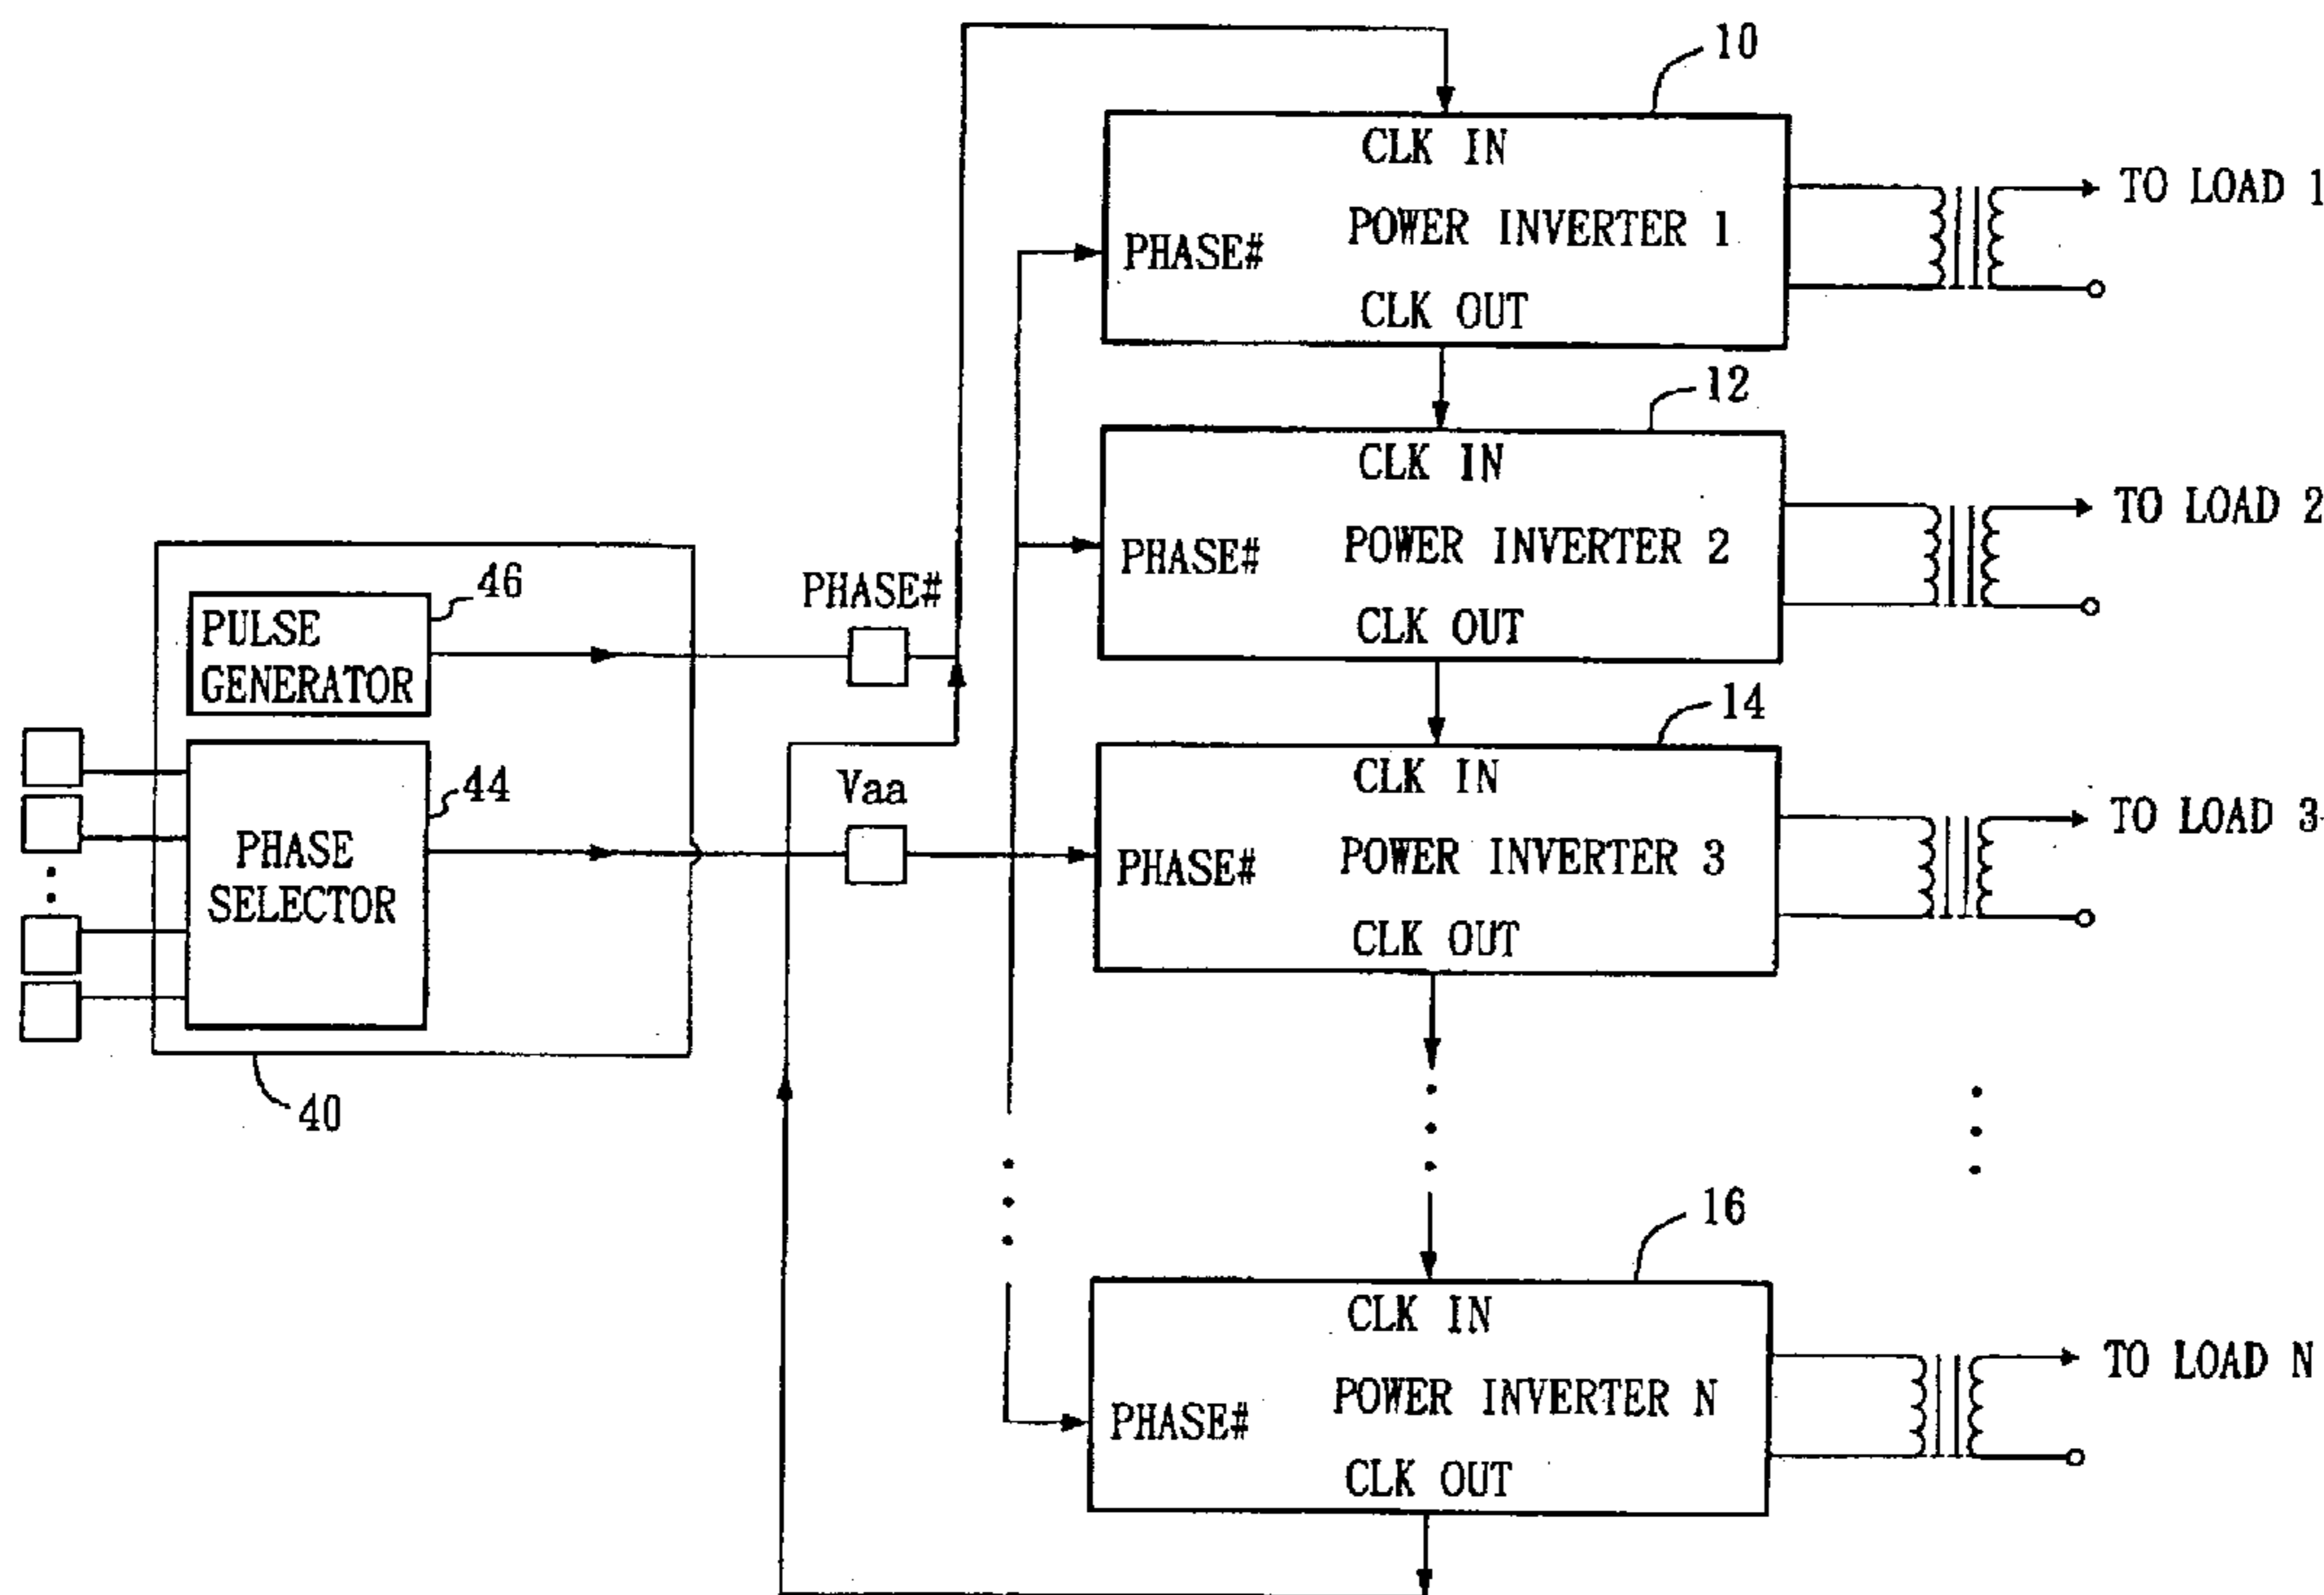 10
CLK IN
POWER INVERTER 1
PHASE#
CLK OUT
TO LOAD 1
12
CLK IN
POWER INVERTER 2
PHASE#
CLK OUT
TO LOAD 2
46
PULSE
GENERATOR
PHASE#
44
PHASE
SELECTOR
Vaa
40
14
CLK IN
POWER INVERTER 3
PHASE#
CLK OUT
TO LOAD 3
16
CLK IN
POWER INVERTER N
PHASE#
CLK OUT
TO LOAD N